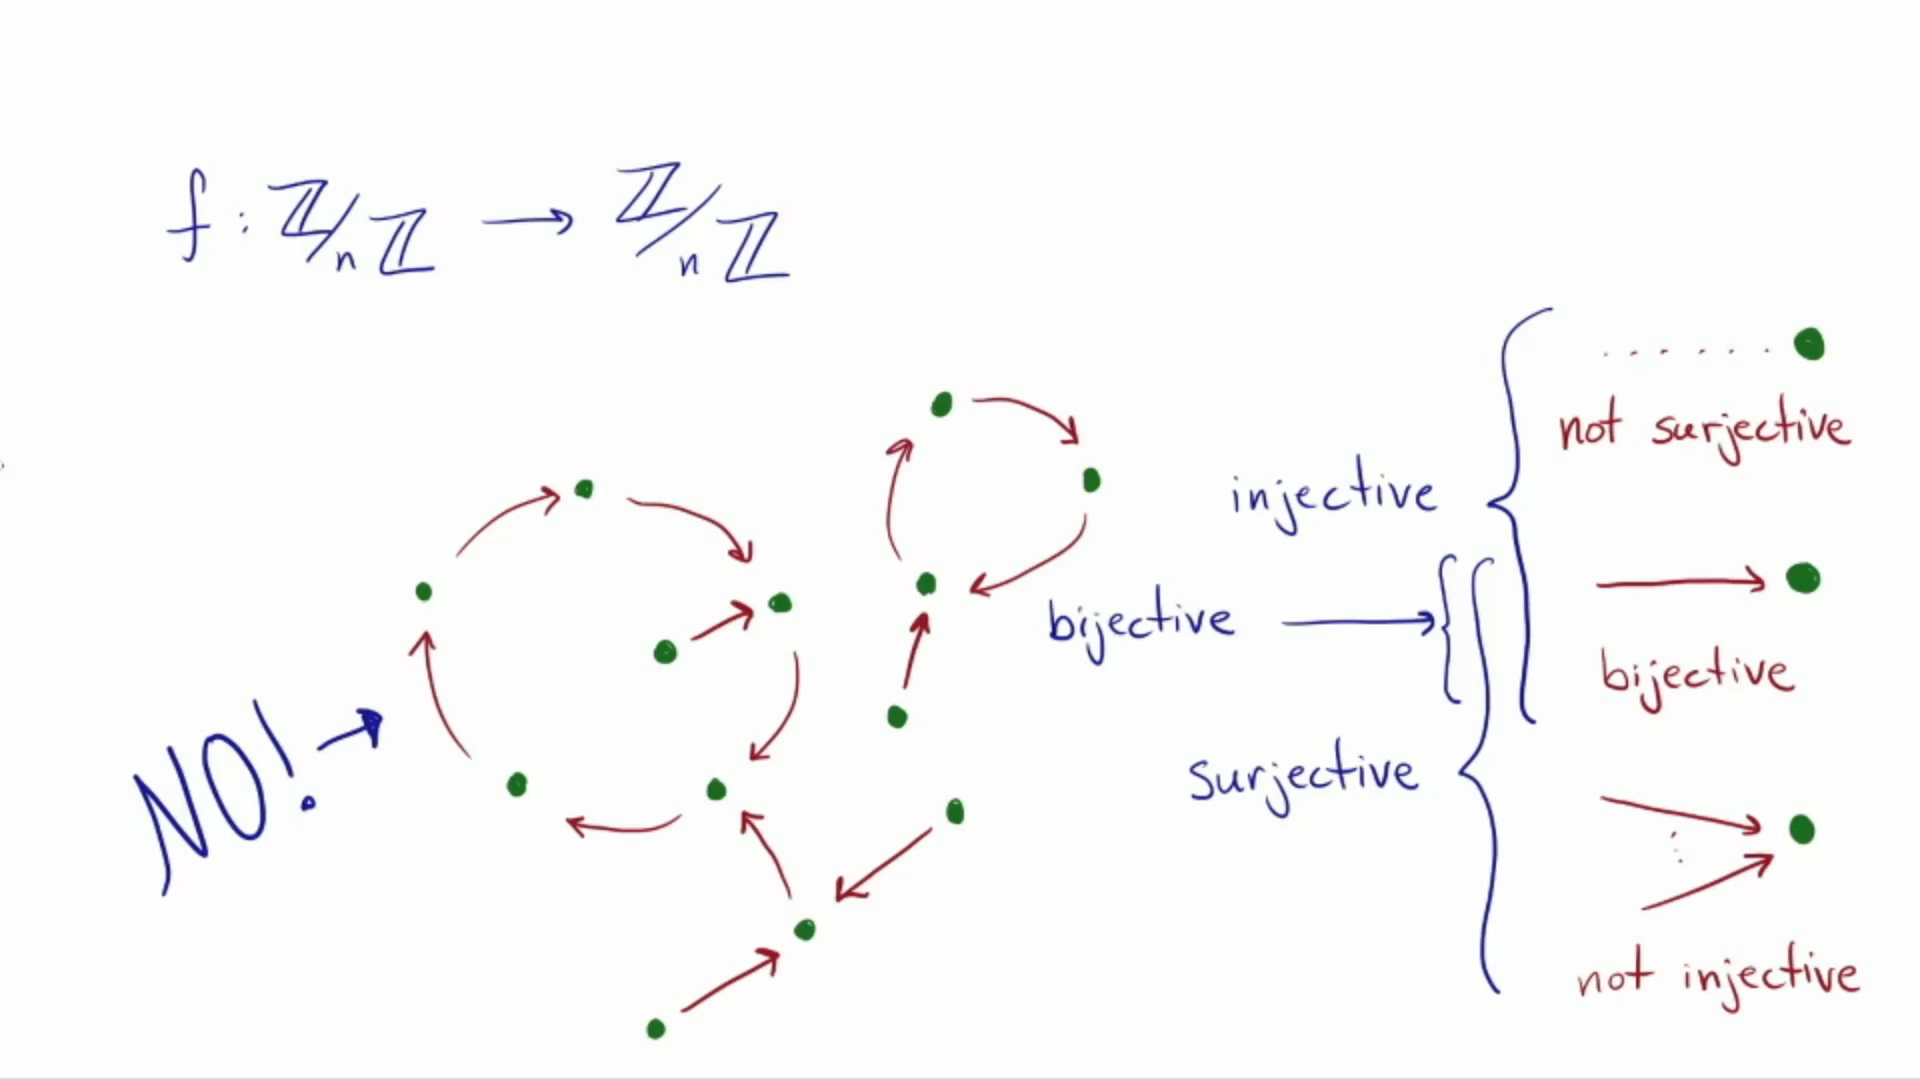 f : ℤ/nℤ → ℤ/nℤ
not surjective
injective
bijective
bijective
surjective
NO!
not injective